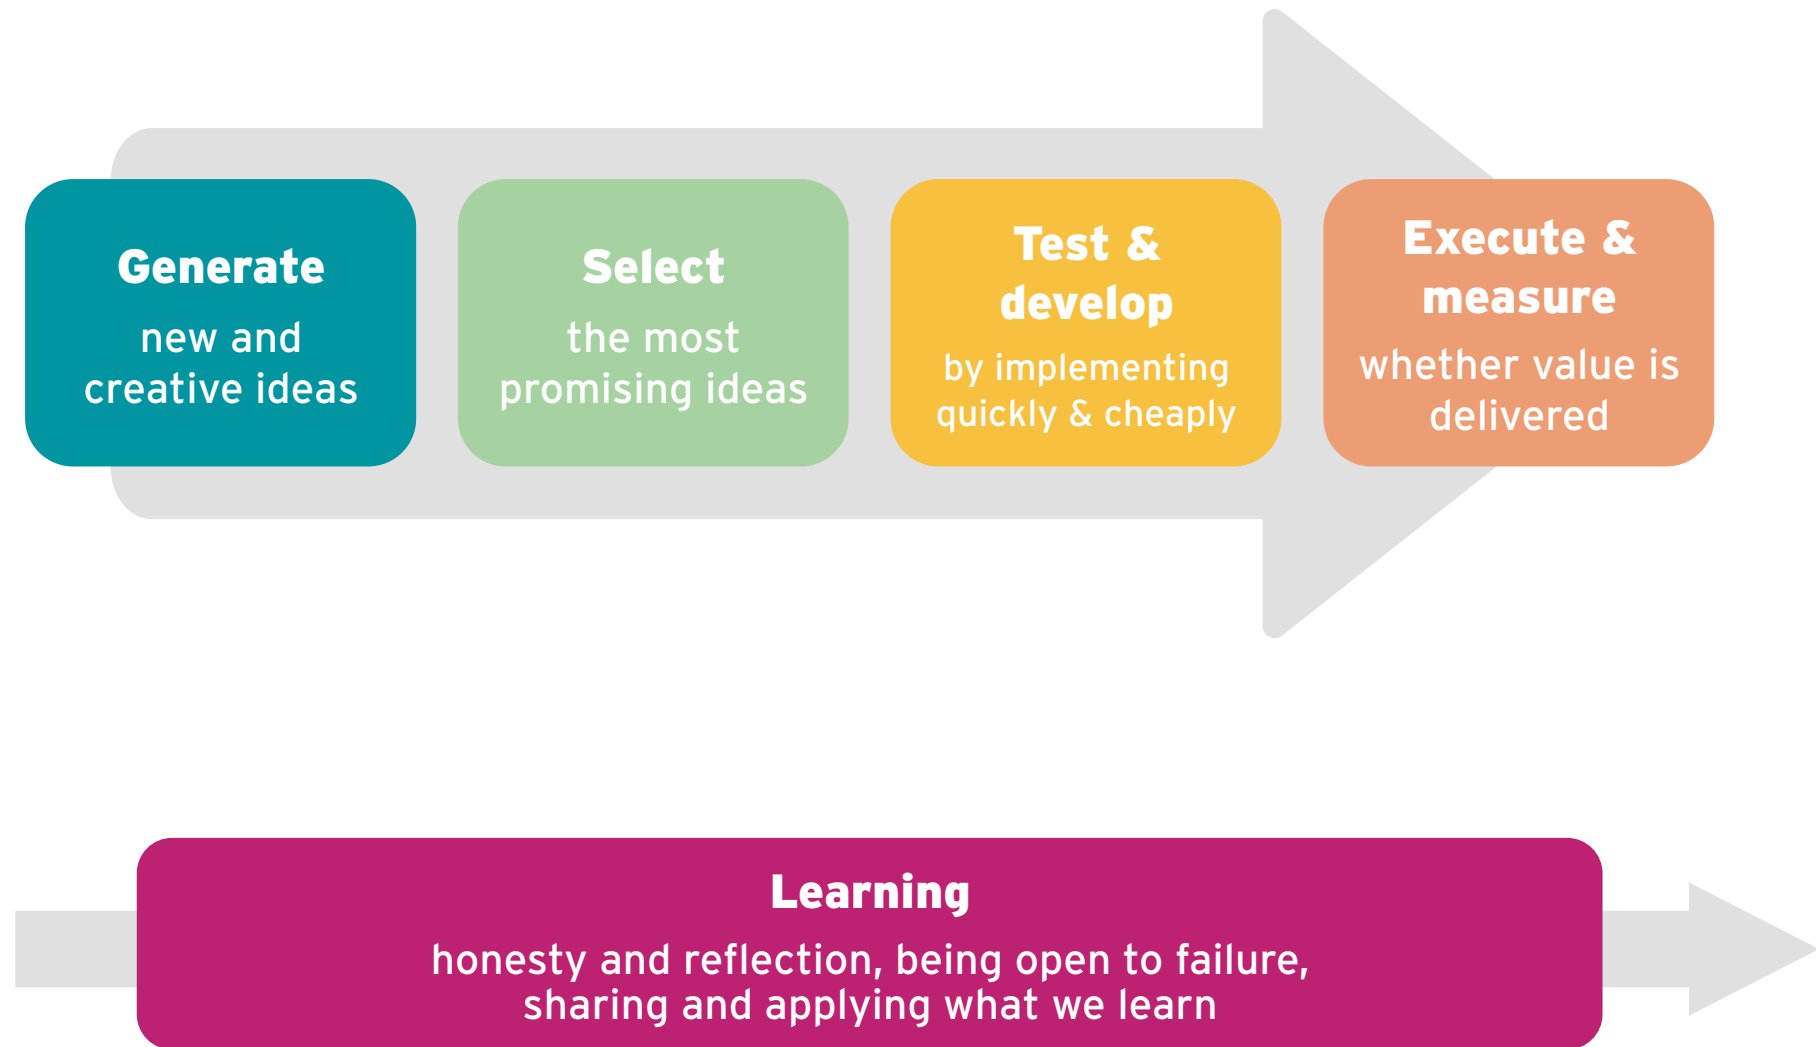 Generate
new and
creative ideas
Select
the most
promising ideas
Test &
develop
by implementing
quickly & cheaply
Execute &
measure
whether value is
delivered
Learning
honesty and reflection, being open to failure,
sharing and applying what we learn